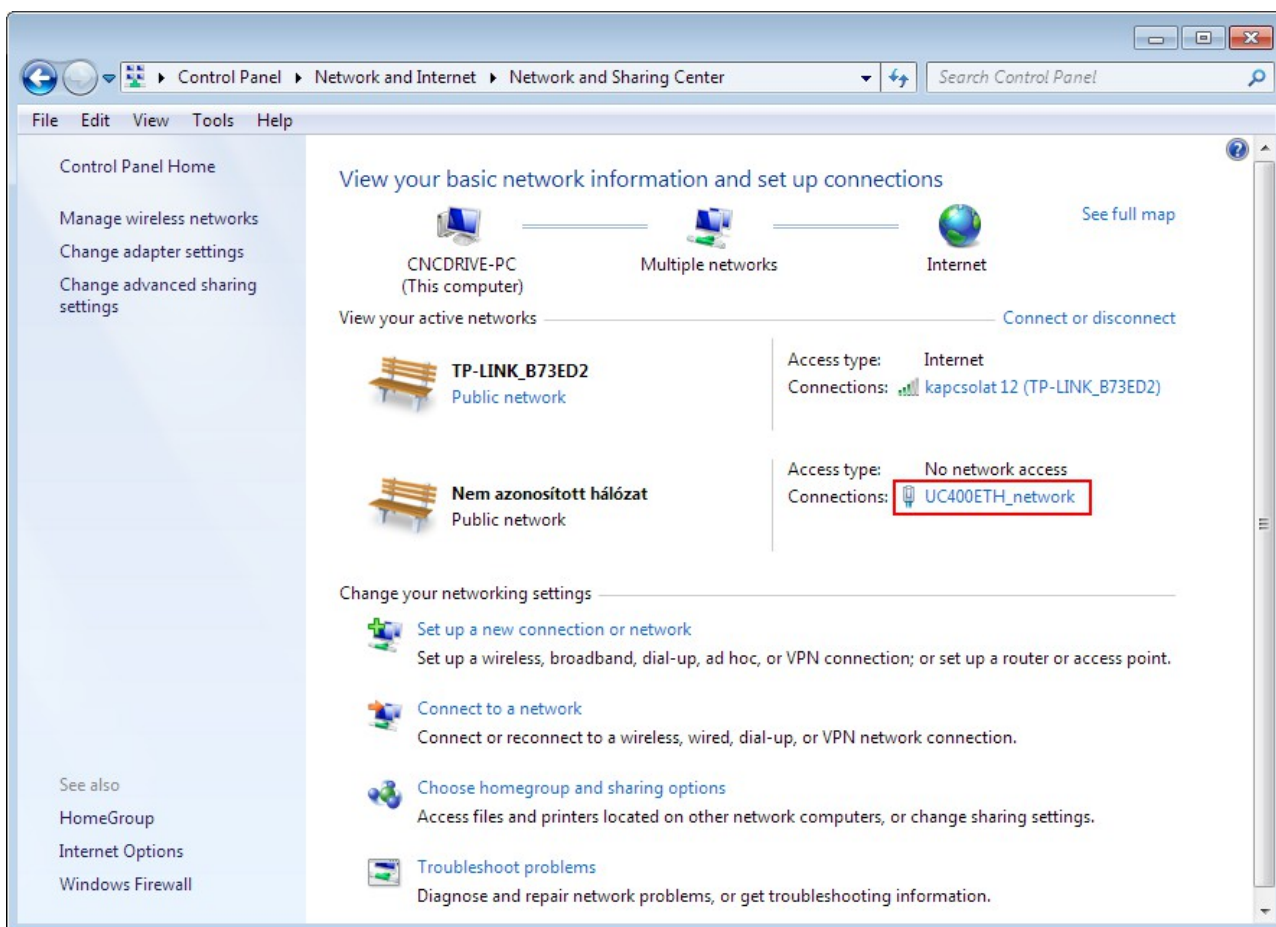 Control Panel ▸ Network and Internet ▸ Network and Sharing Center
Search Control Panel
File Edit View Tools Help
Control Panel Home
Manage wireless networks
Change adapter settings
Change advanced sharing
settings
See also
HomeGroup
Internet Options
Windows Firewall
View your basic network information and set up connections
See full map
CNCDRIVE-PC
(This computer)
Multiple networks
Internet
View your active networks
Connect or disconnect
TP-LINK_B73ED2
Public network
Access type: Internet
Connections: kapcsolat 12 (TP-LINK_B73ED2)
Nem azonosított hálózat
Public network
Access type: No network access
Connections: UC400ETH_network
Change your networking settings
Set up a new connection or network
Set up a wireless, broadband, dial-up, ad hoc, or VPN connection; or set up a router or access point.
Connect to a network
Connect or reconnect to a wireless, wired, dial-up, or VPN network connection.
Choose homegroup and sharing options
Access files and printers located on other network computers, or change sharing settings.
Troubleshoot problems
Diagnose and repair network problems, or get troubleshooting information.